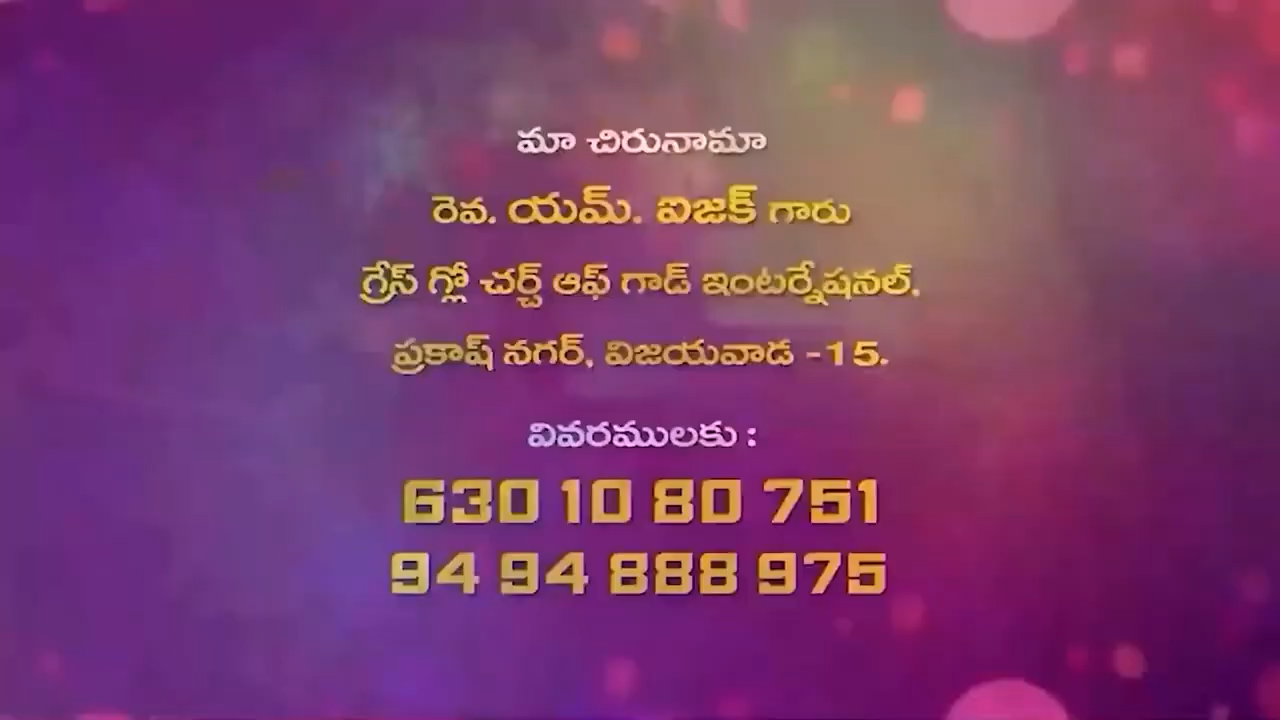 మా చిరునామా
రెవ. యమ్. ఐజక్ గారు
గ్రేస్ గ్లో చర్చ్ ఆఫ్ గాడ్ ఇంటర్నేషనల్.
ప్రకాష్ నగర్, విజయవాడ -15.
వివరములకు :
630 10 80 751
94 94 888 975